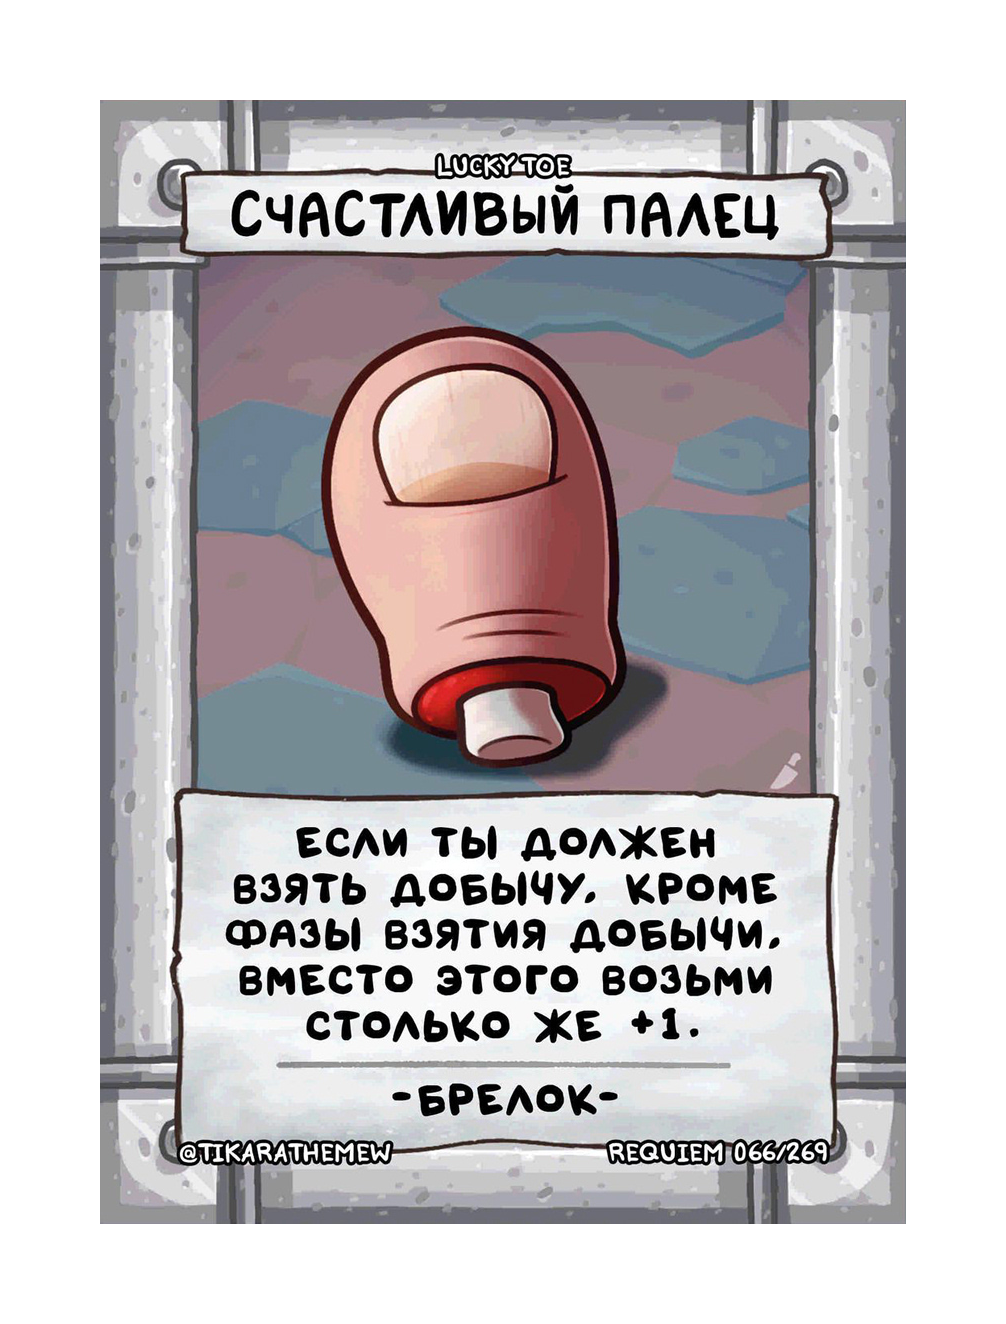 LUCKY TOE
СЧАСТЛИВЫЙ ПАЛЕЦ
ЕСЛИ ТЫ ДОЛЖЕН
ВЗЯТЬ ДОБЫЧУ, КРОМЕ
ФАЗЫ ВЗЯТИЯ ДОБЫЧИ,
ВМЕСТО ЭТОГО ВОЗЬМИ
СТОЛЬКО ЖЕ +1.
-БРЕЛОК-
@TIKARATHEMEW
REQUIEM 066/269